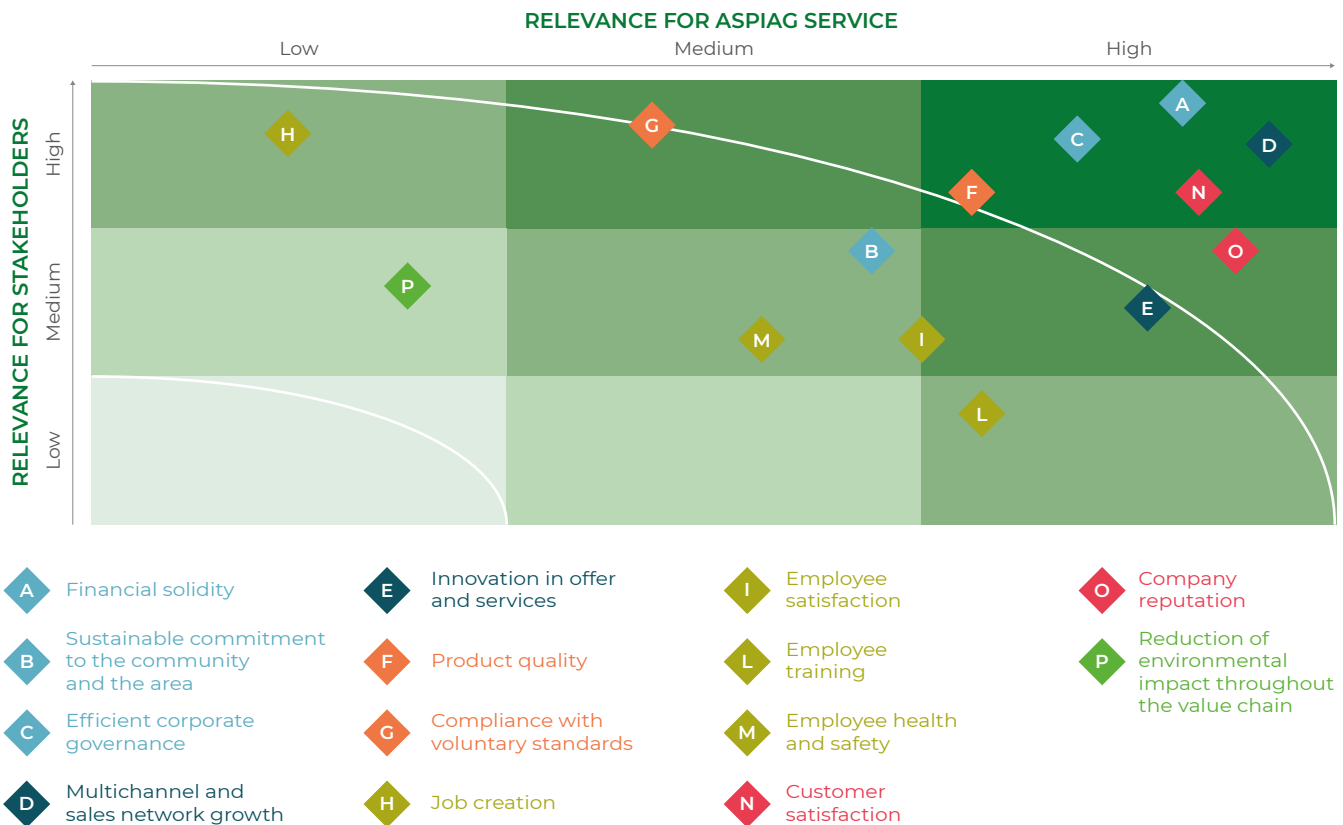 RELEVANCE FOR ASPIAG SERVICE
Low
Medium
High
RELEVANCE FOR STAKEHOLDERS
High
Medium
Low
A
C
D
H
G
F
N
B
O
P
E
M
I
L
A
Financial solidity
B
Sustainable commitment
to the community
and the area
C
Efficient corporate
governance
D
Multichannel and
sales network growth
E
Innovation in offer
and services
F
Product quality
G
Compliance with
voluntary standards
H
Job creation
I
Employee
satisfaction
L
Employee
training
M
Employee health
and safety
N
Customer
satisfaction
O
Company
reputation
P
Reduction of
environmental
impact throughout
the value chain